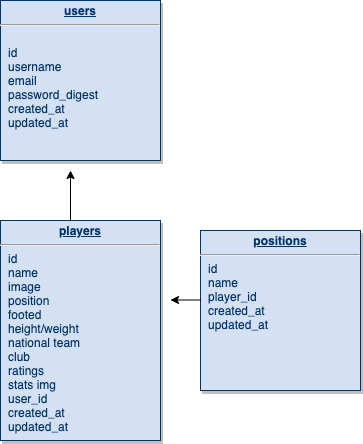 users
id
username
email
password_digest
created_at
updated_at
players
id
name
image
position
footed
height/weight
national team
club
ratings
stats img
user_id
created_at
updated_at
positions
id
name
player_id
created_at
updated_at